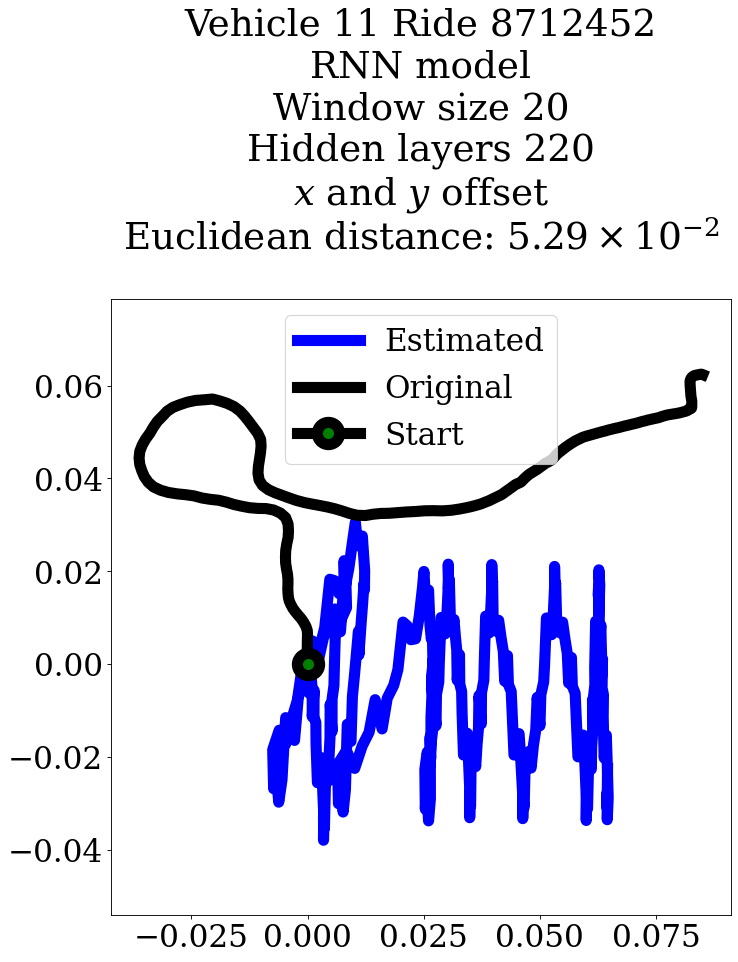 Vehicle 11 Ride 8712452
RNN model
Window size 20
Hidden layers 220
x and y offset
Euclidean distance: 5.29 × 10⁻²
Estimated
Original
Start
0.06
0.04
0.02
0.00
−0.02
−0.04
−0.025 0.000 0.025 0.050 0.075